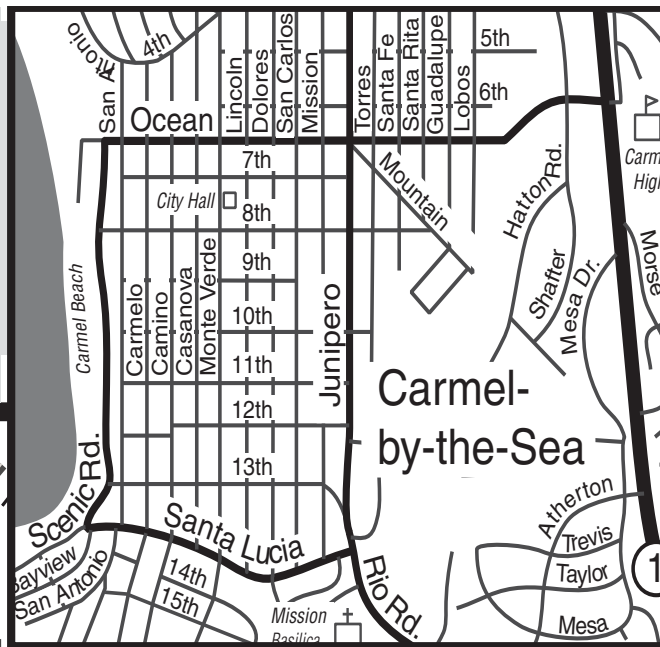 San Antonio
4th
Ocean
Lincoln
Dolores
San Carlos
Mission
Torres
Santa Fe
Santa Rita
Guadalupe
Lobos
5th
6th
7th
City Hall
8th
Mountain
Hatton Rd.
Carm
High
Morse
Carmel Beach
Carmelo
Camino
Casanova
Monte Verde
9th
10th
11th
12th
13th
Junipero
Shafter
Mesa Dr.
Carmel-
by-the-Sea
Scenic Rd.
Santa Lucia
Bayview
San Antonio
14th
15th
Rio Rd.
Mission
Basilica
Atherton
Trevis
Taylor
Mesa
1